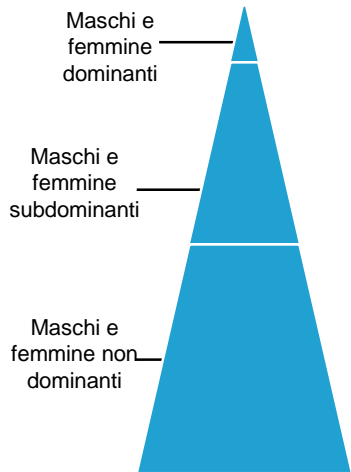 Maschi e
femmine
dominanti
Maschi e
femmine
subdominanti
Maschi e
femmine non
dominanti